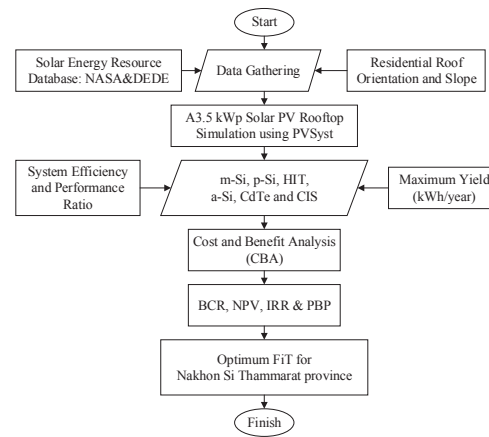 Start
Solar Energy Resource
Database: NASA&DEDE
Data Gathering
Residential Roof
Orientation and Slope
A3.5 kWp Solar PV Rooftop
Simulation using PVSyst
System Efficiency
and Performance
Ratio
m-Si, p-Si, HIT,
a-Si, CdTe and CIS
Maximum Yield
(kWh/year)
Cost and Benefit Analysis
(CBA)
BCR, NPV, IRR & PBP
Optimum FiT for
Nakhon Si Thammarat province
Finish